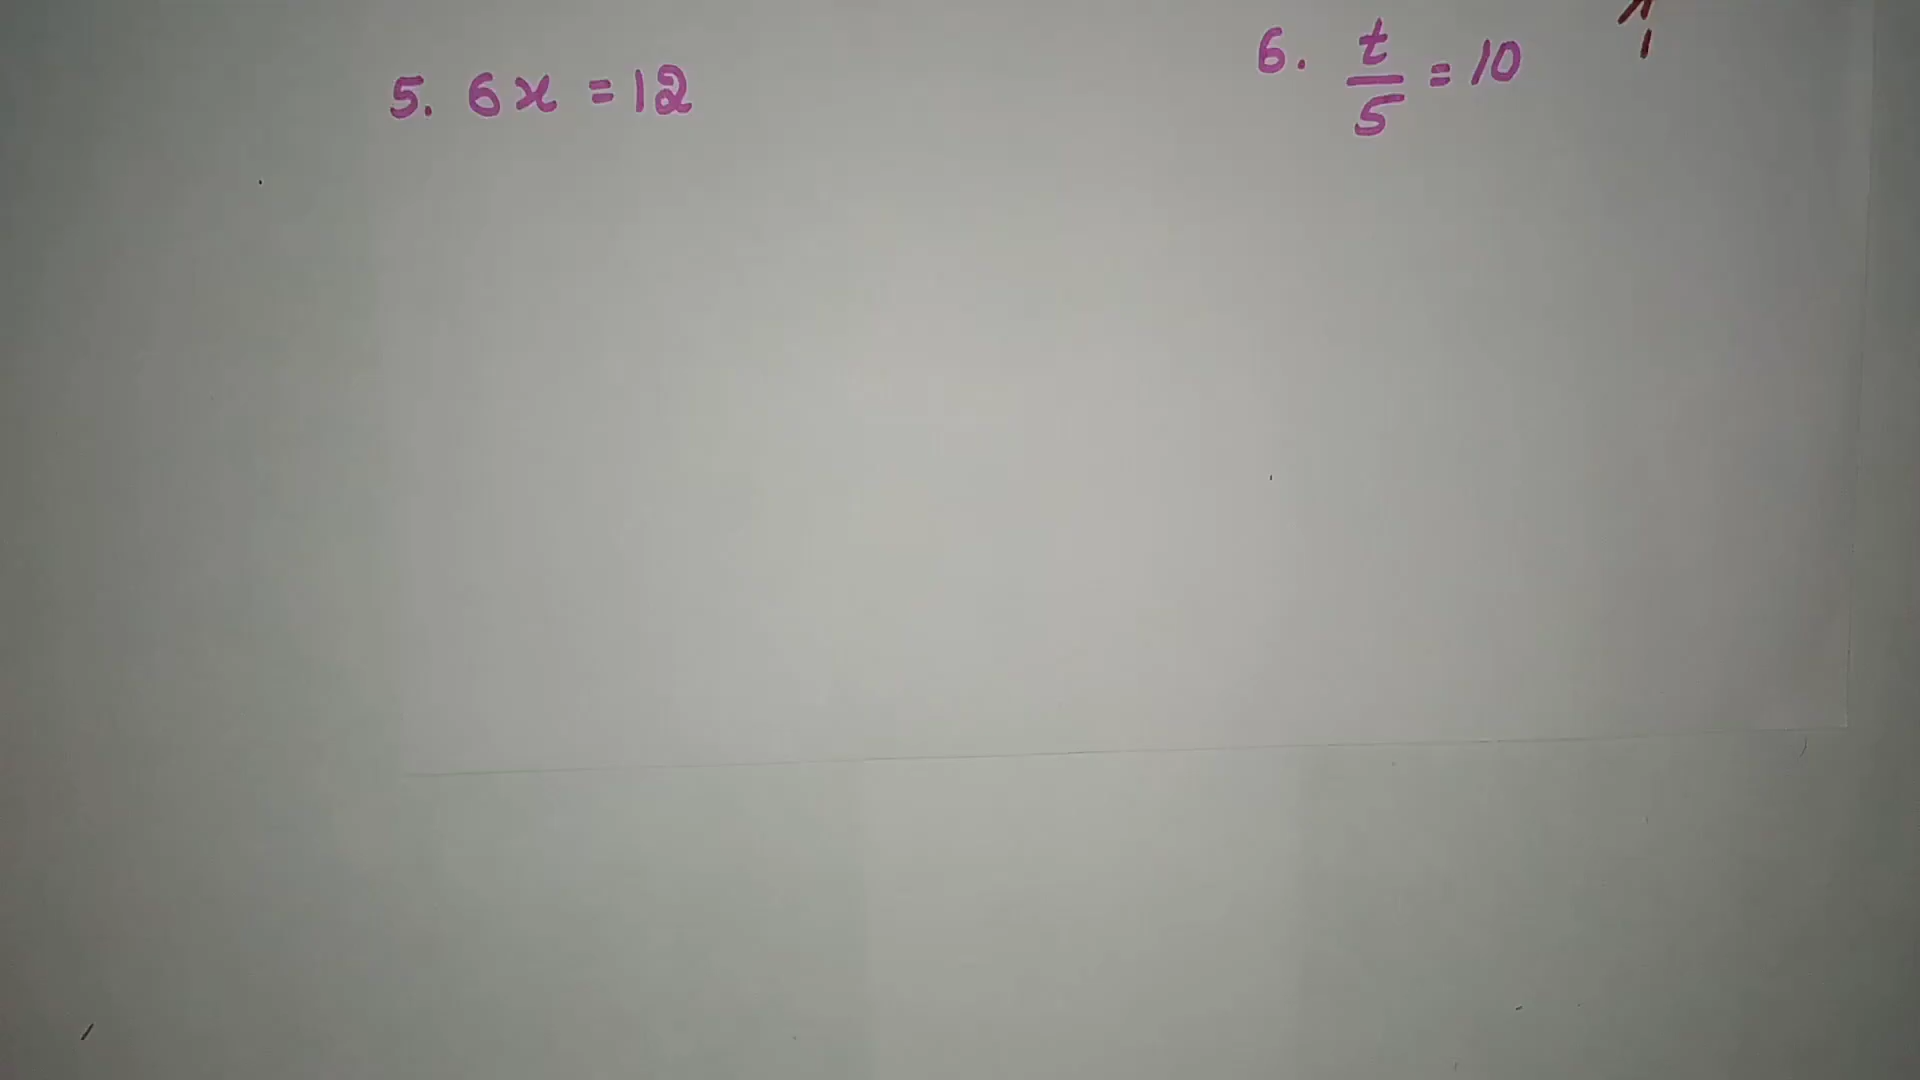 5. 6x = 12
6. t/5 = 10